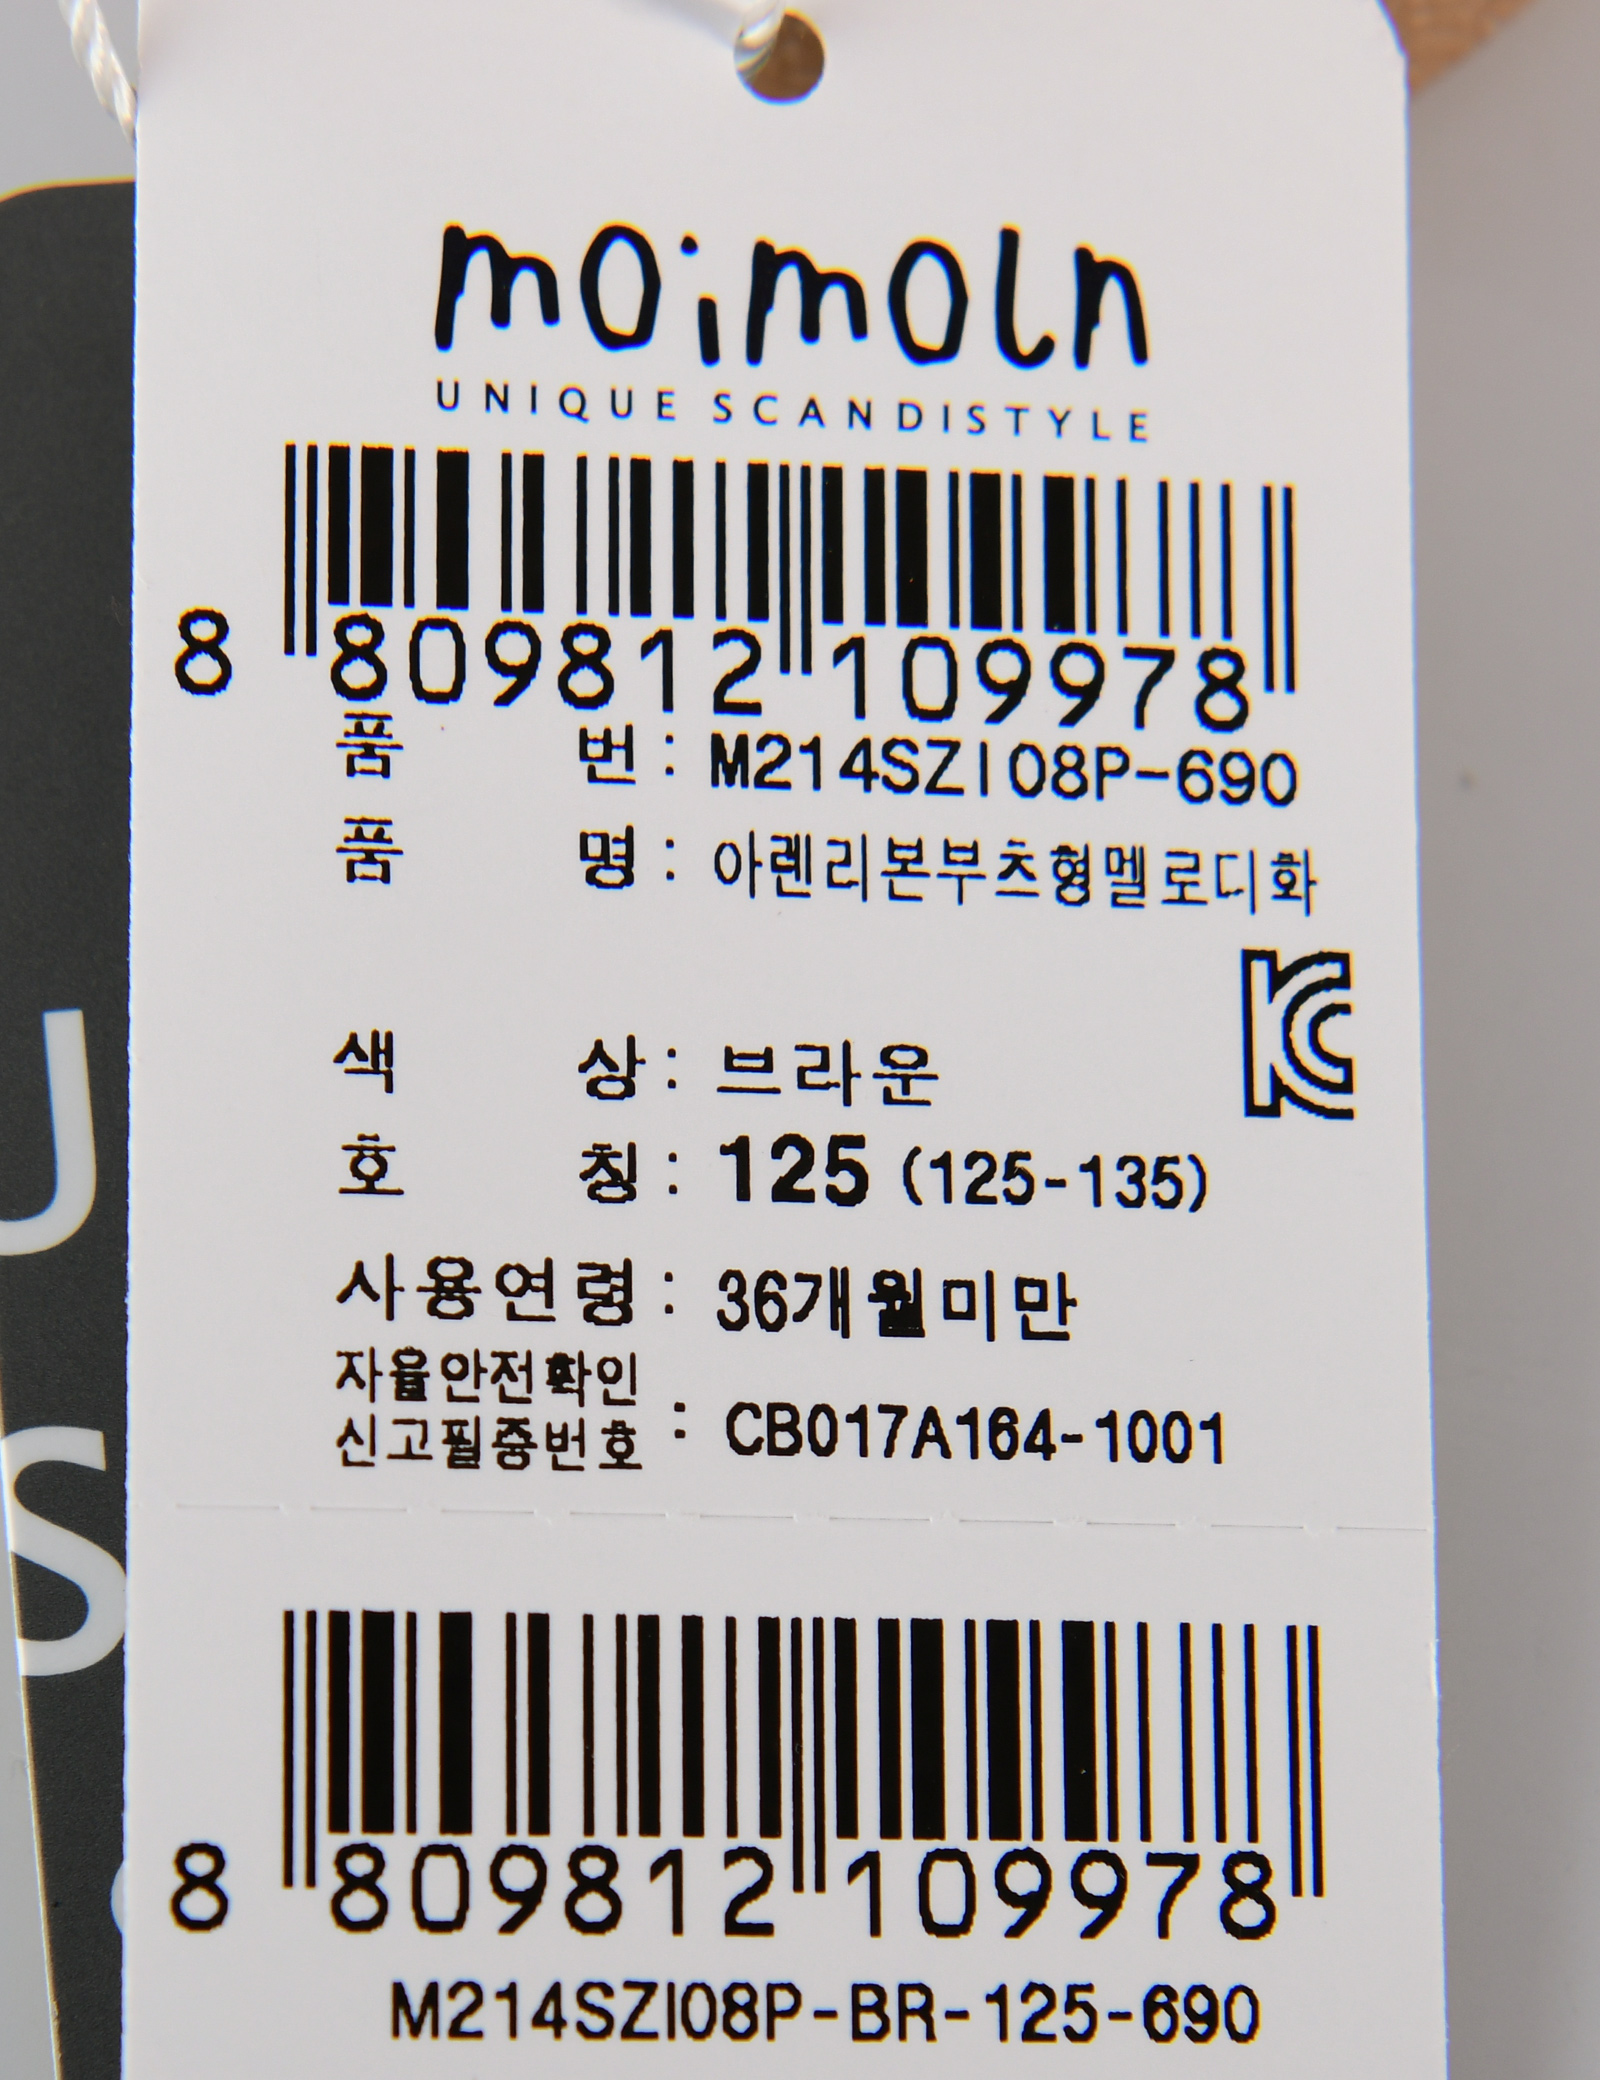 moimoln
UNIQUE SCANDISTYLE
8 809812 109978
품 번 : M214SZI08P-690
품 명 : 아렌리본부츠형멜로디화
KC
색 상 : 브라운
호 칭 : 125 (125-135)
사용연령 : 36개월미만
자율안전확인
신고필증번호 : CB017A164-1001
8 809812 109978
M214SZI08P-BR-125-690
U
S